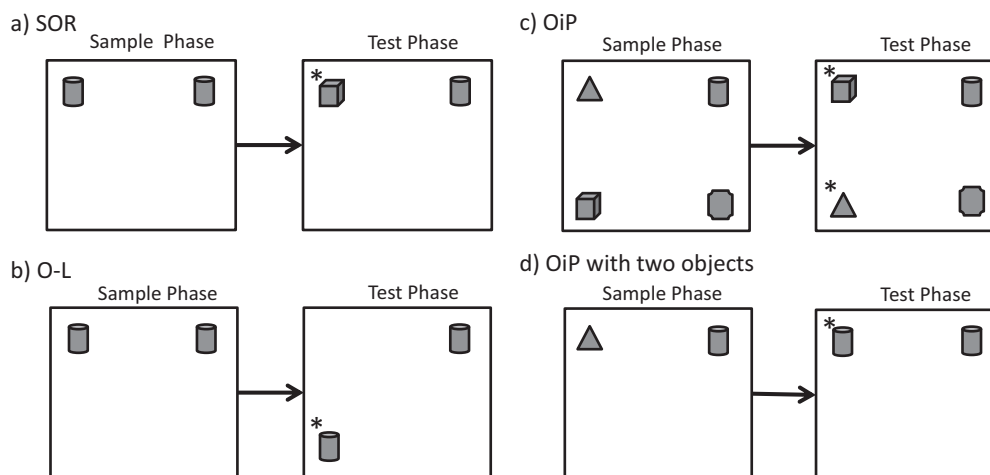 a) SOR
Sample Phase
Test Phase
*
b) O-L
Sample Phase
Test Phase
*
c) OiP
Sample Phase
Test Phase
*
*
d) OiP with two objects
Sample Phase
Test Phase
*